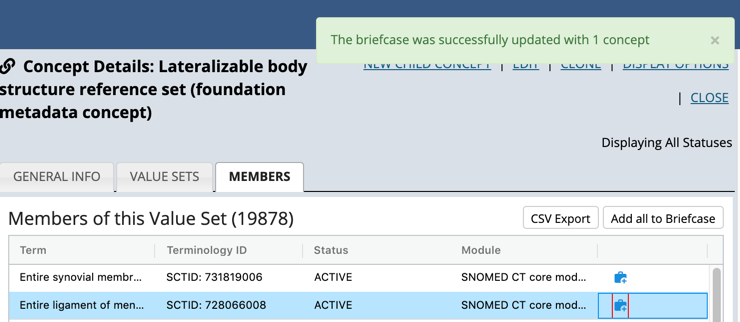 The briefcase was successfully updated with 1 concept ×
Concept Details: Lateralizable body
structure reference set (foundation
metadata concept)
NEW CHILD CONCEPT | EDIT | CLONE | DISPLAY OPTIONS
| CLOSE
Displaying All Statuses
GENERAL INFO VALUE SETS MEMBERS
Members of this Value Set (19878) CSV Export Add all to Briefcase
Term Terminology ID Status Module
Entire synovial membr... SCTID: 731819006 ACTIVE SNOMED CT core mod...
Entire ligament of men... SCTID: 728066008 ACTIVE SNOMED CT core mod...